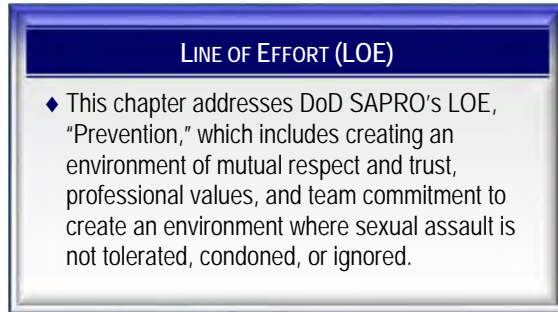 LINE OF EFFORT (LOE)
♦ This chapter addresses DoD SAPRO's LOE,
"Prevention," which includes creating an
environment of mutual respect and trust,
professional values, and team commitment to
create an environment where sexual assault is
not tolerated, condoned, or ignored.